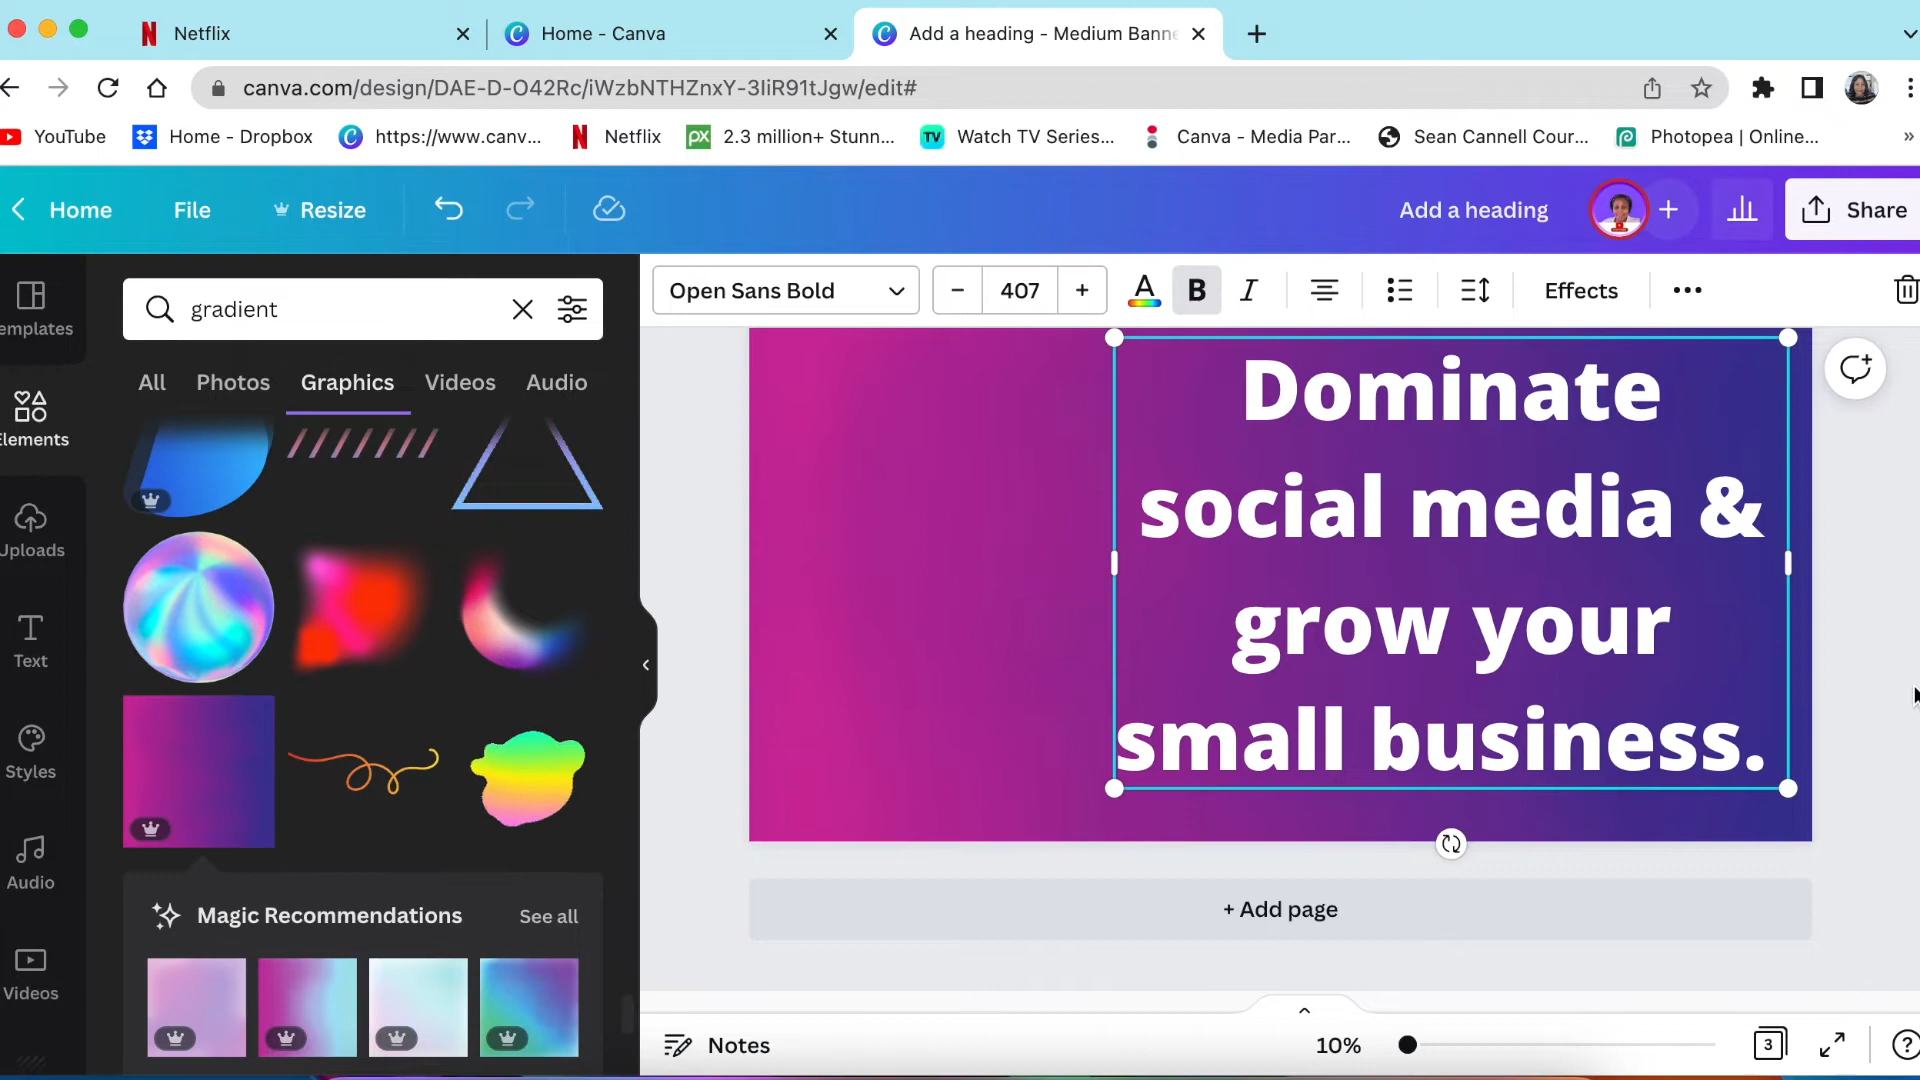 Netflix
Home - Canva
Add a heading - Medium Banne
canva.com/design/DAE-D-O42Rc/iWzbNTHZnxY-3IiR91tJgw/edit#
YouTube
Home - Dropbox
https://www.canv...
Netflix
px
2.3 million+ Stunn...
TV
Watch TV Series...
Canva - Media Par...
Sean Cannell Cour...
Photopea | Online...
»
Home
File
Resize
Add a heading
Share
emplates
Elements
Uploads
Text
Styles
Audio
Videos
gradient
All
Photos
Graphics
Videos
Audio
Magic Recommendations
See all
Open Sans Bold
407
A
B
I
Effects
Dominate
social media &
grow your
small business.
+ Add page
Notes
10%
3
?